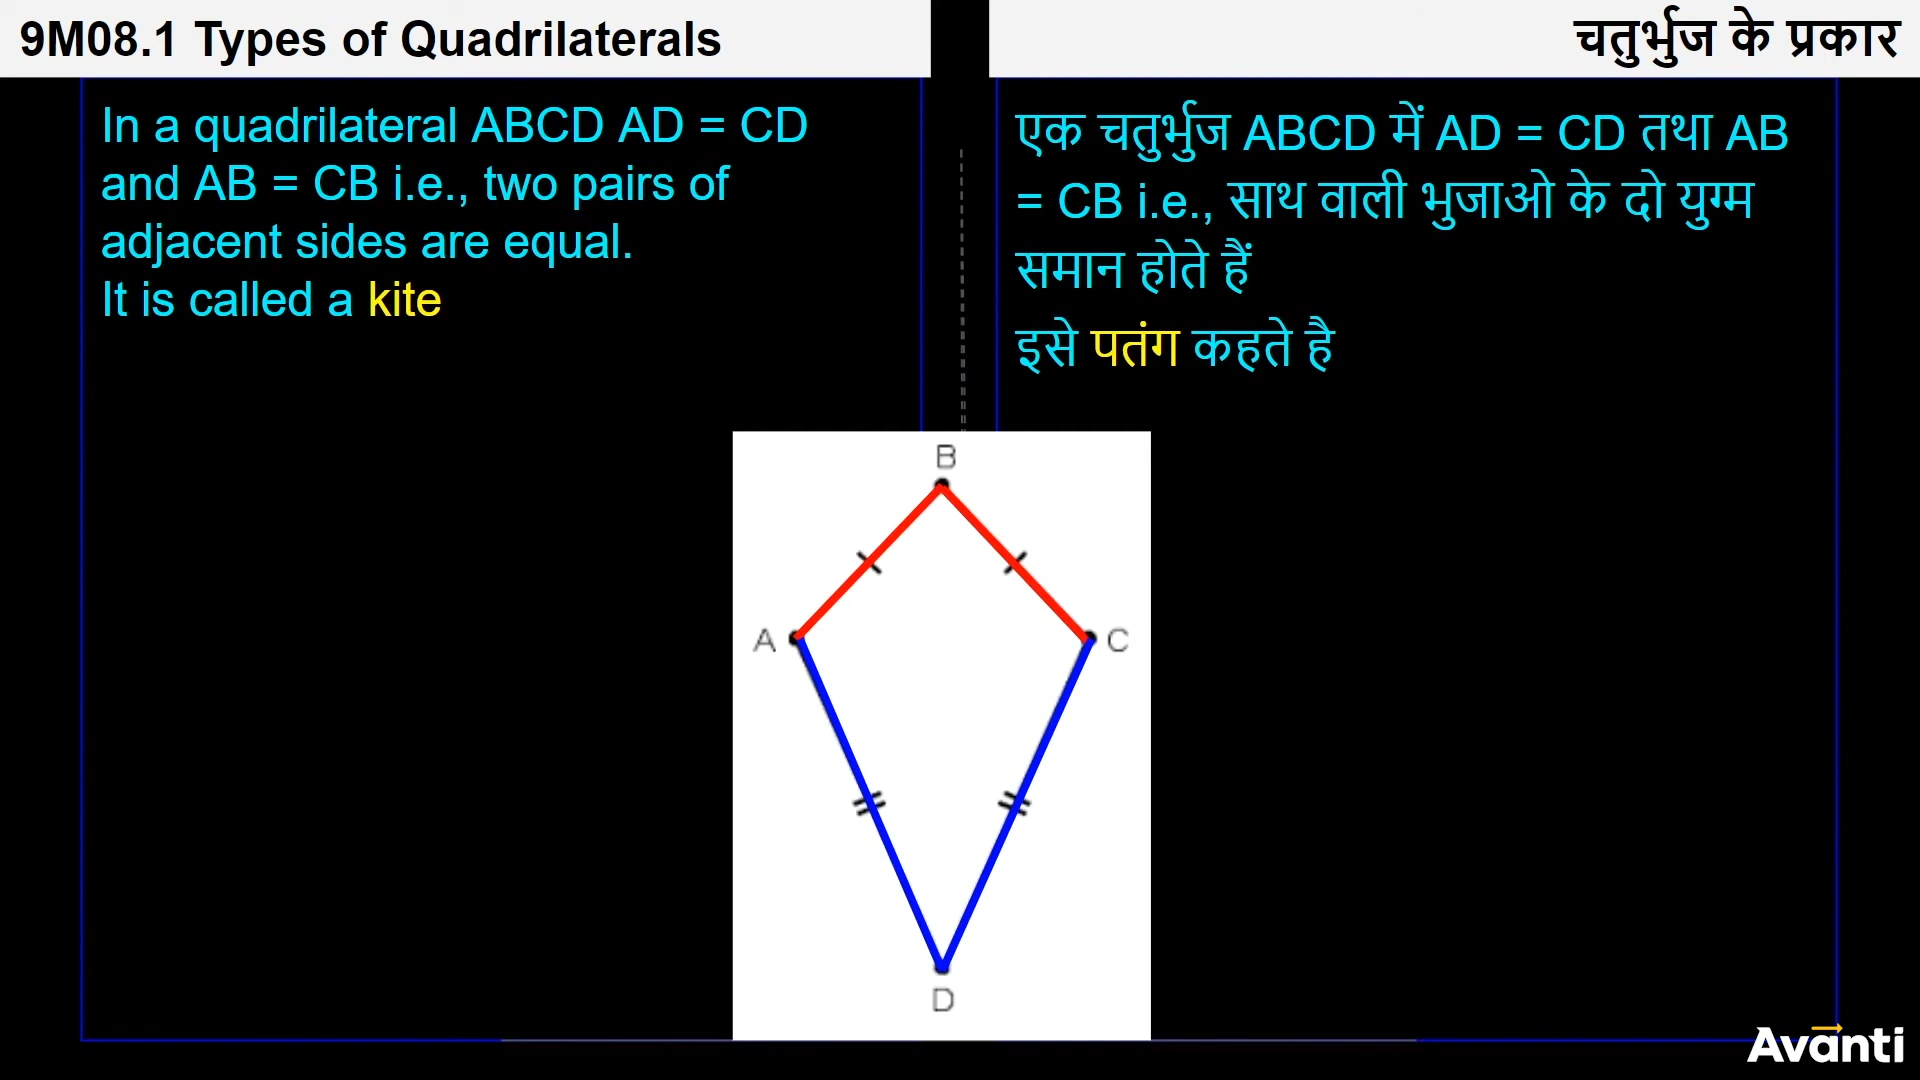 9M08.1 Types of Quadrilaterals
चतुर्भुज के प्रकार
In a quadrilateral ABCD AD = CD
and AB = CB i.e., two pairs of
adjacent sides are equal.
It is called a kite
एक चतुर्भुज ABCD में AD = CD तथा AB
= CB i.e., साथ वाली भुजाओ के दो युग्म
समान होते हैं
इसे पतंग कहते है
B
A
C
D
Avanti